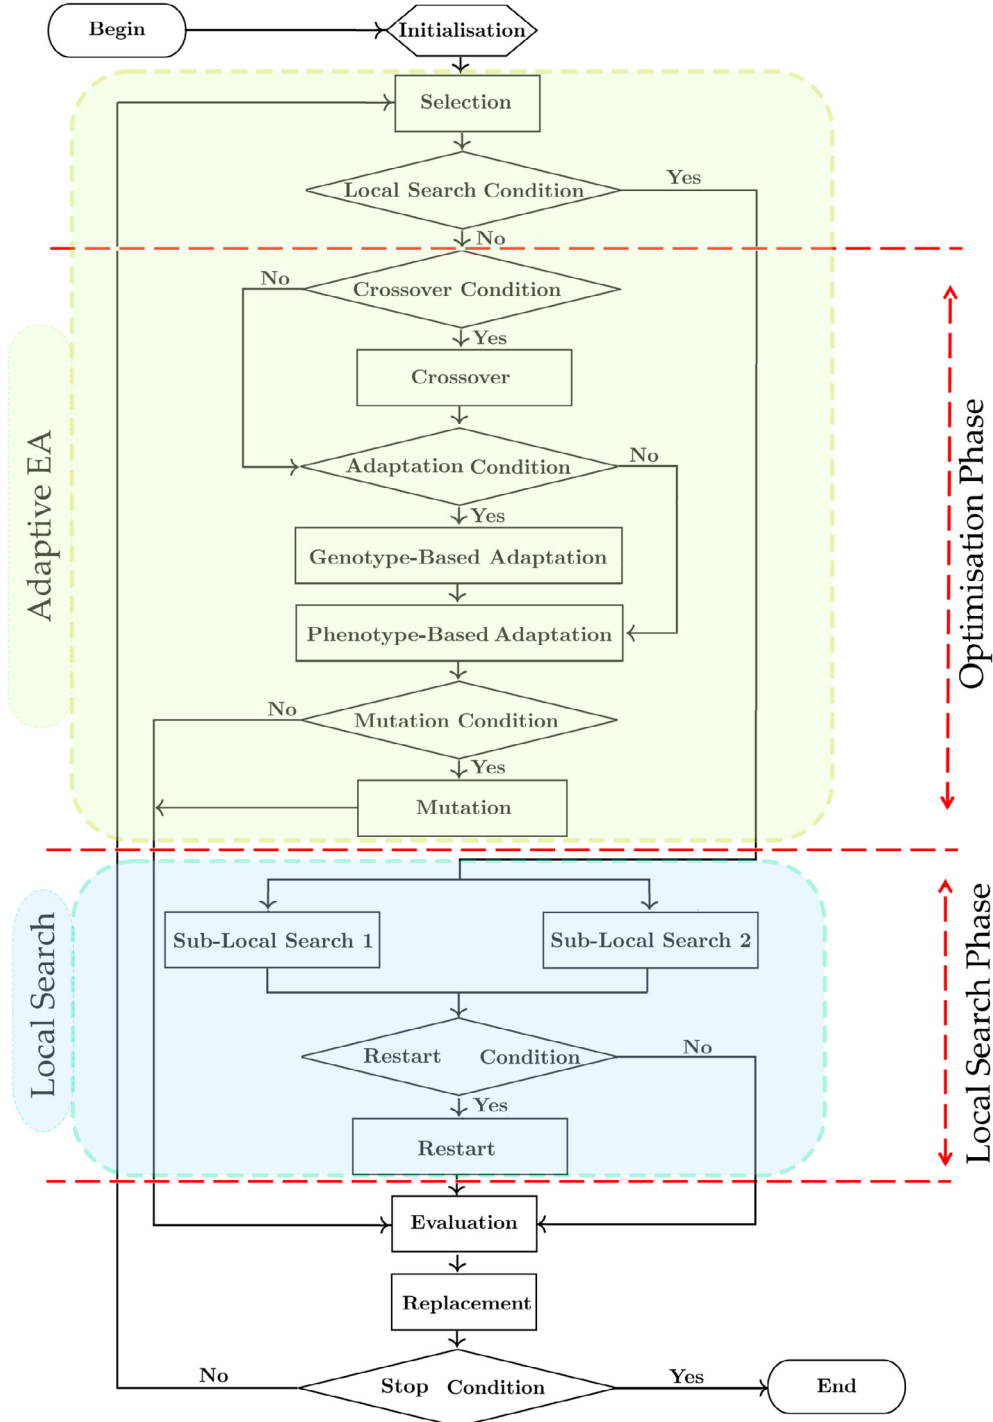 Begin
Initialisation
Selection
Local Search Condition
Yes
No
No
Crossover Condition
Yes
Crossover
Adaptation Condition
No
Yes
Genotype-Based Adaptation
Phenotype-Based Adaptation
No
Mutation Condition
Yes
Mutation
Adaptive EA
Optimisation Phase
Sub-Local Search 1
Sub-Local Search 2
Restart Condition
No
Yes
Restart
Local Search
Local Search Phase
Evaluation
Replacement
No
Stop Condition
Yes
End